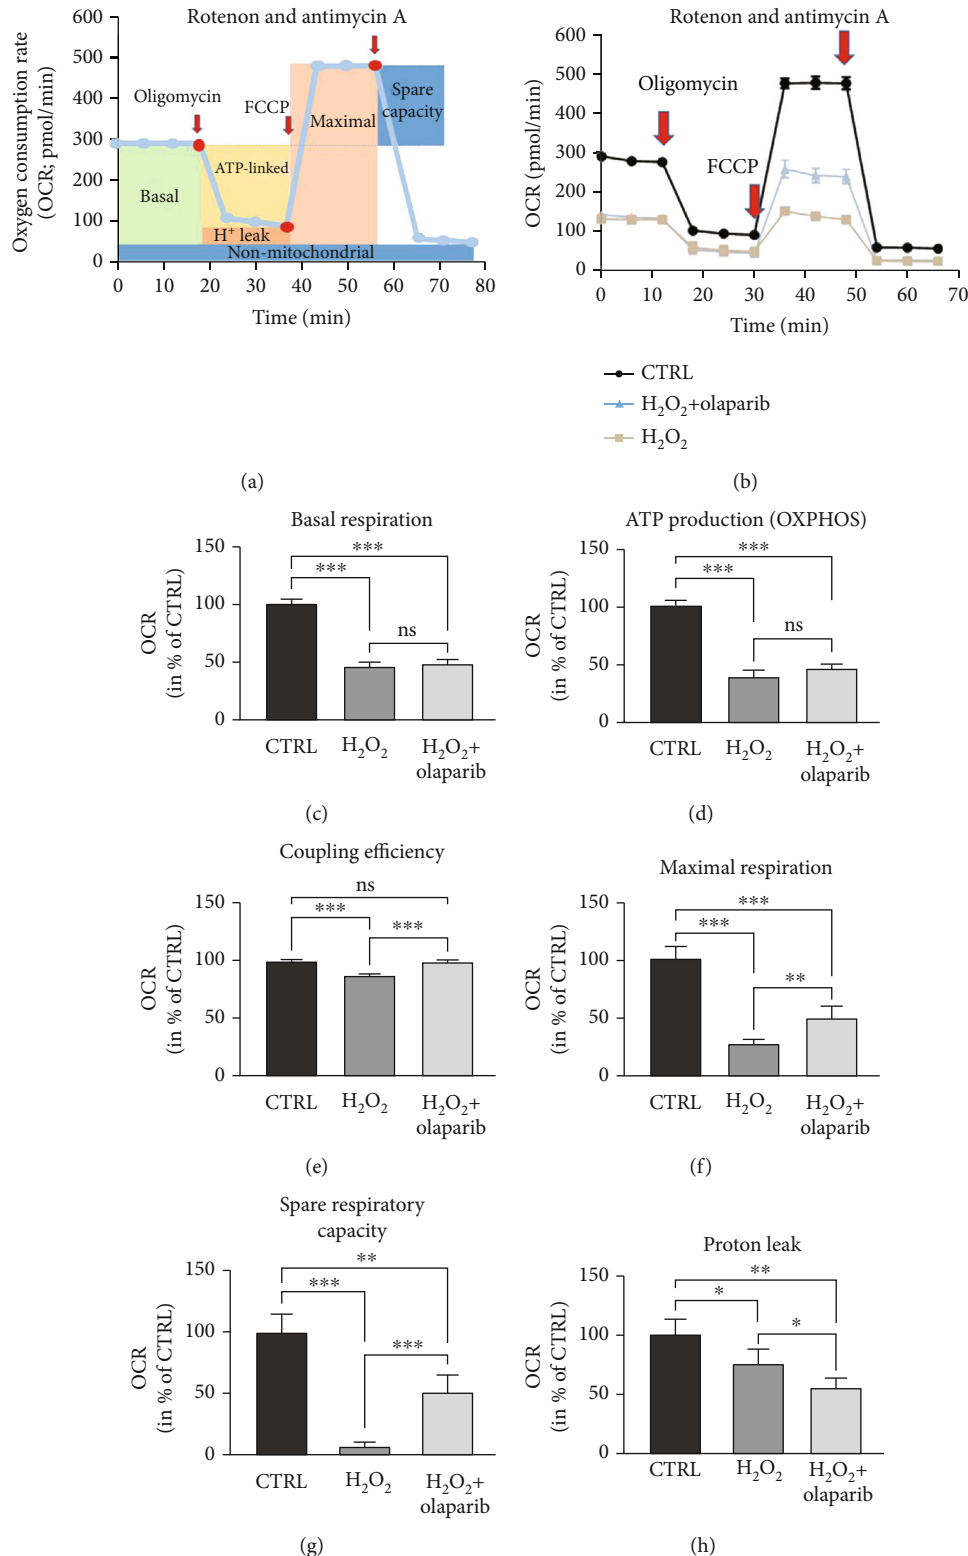 Rotenon and antimycin A
600
500
400
300
200
100
0
Oxygen consumption rate
(OCR; pmol/min)
Oligomycin
FCCP
Spare
capacity
Maximal
ATP-linked
Basal
H⁺ leak
Non-mitochondrial
0 10 20 30 40 50 60 70 80
Time (min)
(a)
Rotenon and antimycin A
600
500
400
300
200
100
0
OCR (pmol/min)
Oligomycin
FCCP
0 10 20 30 40 50 60 70
Time (min)
CTRL
H₂O₂+olaparib
H₂O₂
(b)
Basal respiration
150
100
50
0
OCR
(in % of CTRL)
***
***
ns
CTRL H₂O₂ H₂O₂+
olaparib
(c)
ATP production (OXPHOS)
150
100
50
0
OCR
(in % of CTRL)
***
***
ns
CTRL H₂O₂ H₂O₂+
olaparib
(d)
Coupling efficiency
150
100
50
0
OCR
(in % of CTRL)
ns
***
***
CTRL H₂O₂ H₂O₂+
olaparib
(e)
Maximal respiration
150
100
50
0
OCR
(in % of CTRL)
***
***
**
CTRL H₂O₂ H₂O₂+
olaparib
(f)
Spare respiratory
capacity
150
100
50
0
OCR
(in % of CTRL)
**
***
***
CTRL H₂O₂ H₂O₂+
olaparib
(g)
Proton leak
150
100
50
0
OCR
(in % of CTRL)
**
*
*
CTRL H₂O₂ H₂O₂+
olaparib
(h)